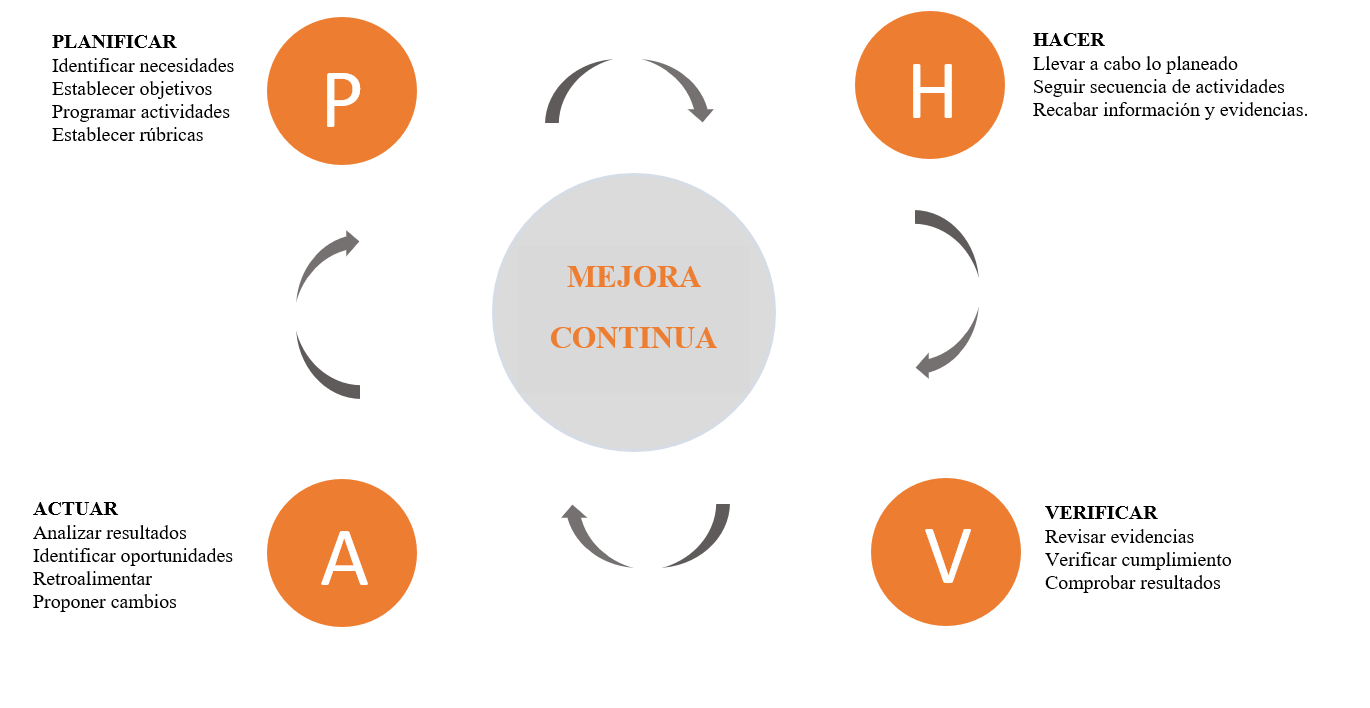 PLANIFICAR
Identificar necesidades
Establecer objetivos
Programar actividades
Establecer rúbricas
P
H
HACER
Llevar a cabo lo planeado
Seguir secuencia de actividades
Recabar información y evidencias.
MEJORA
CONTINUA
ACTUAR
Analizar resultados
Identificar oportunidades
Retroalimentar
Proponer cambios
A
V
VERIFICAR
Revisar evidencias
Verificar cumplimiento
Comprobar resultados